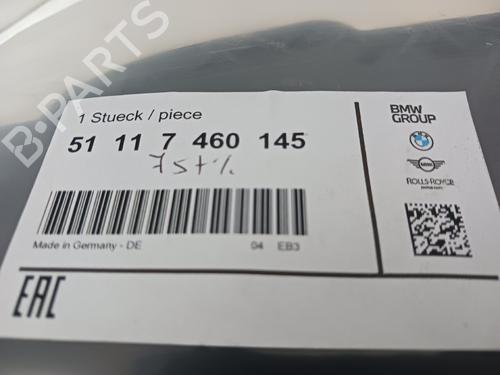 B-PARTS
1 Stueck / piece
51 11 7 460 145
Made in Germany - DE
04 EB3
EAC
BMW
GROUP
MINI
ROLLS-ROYCE